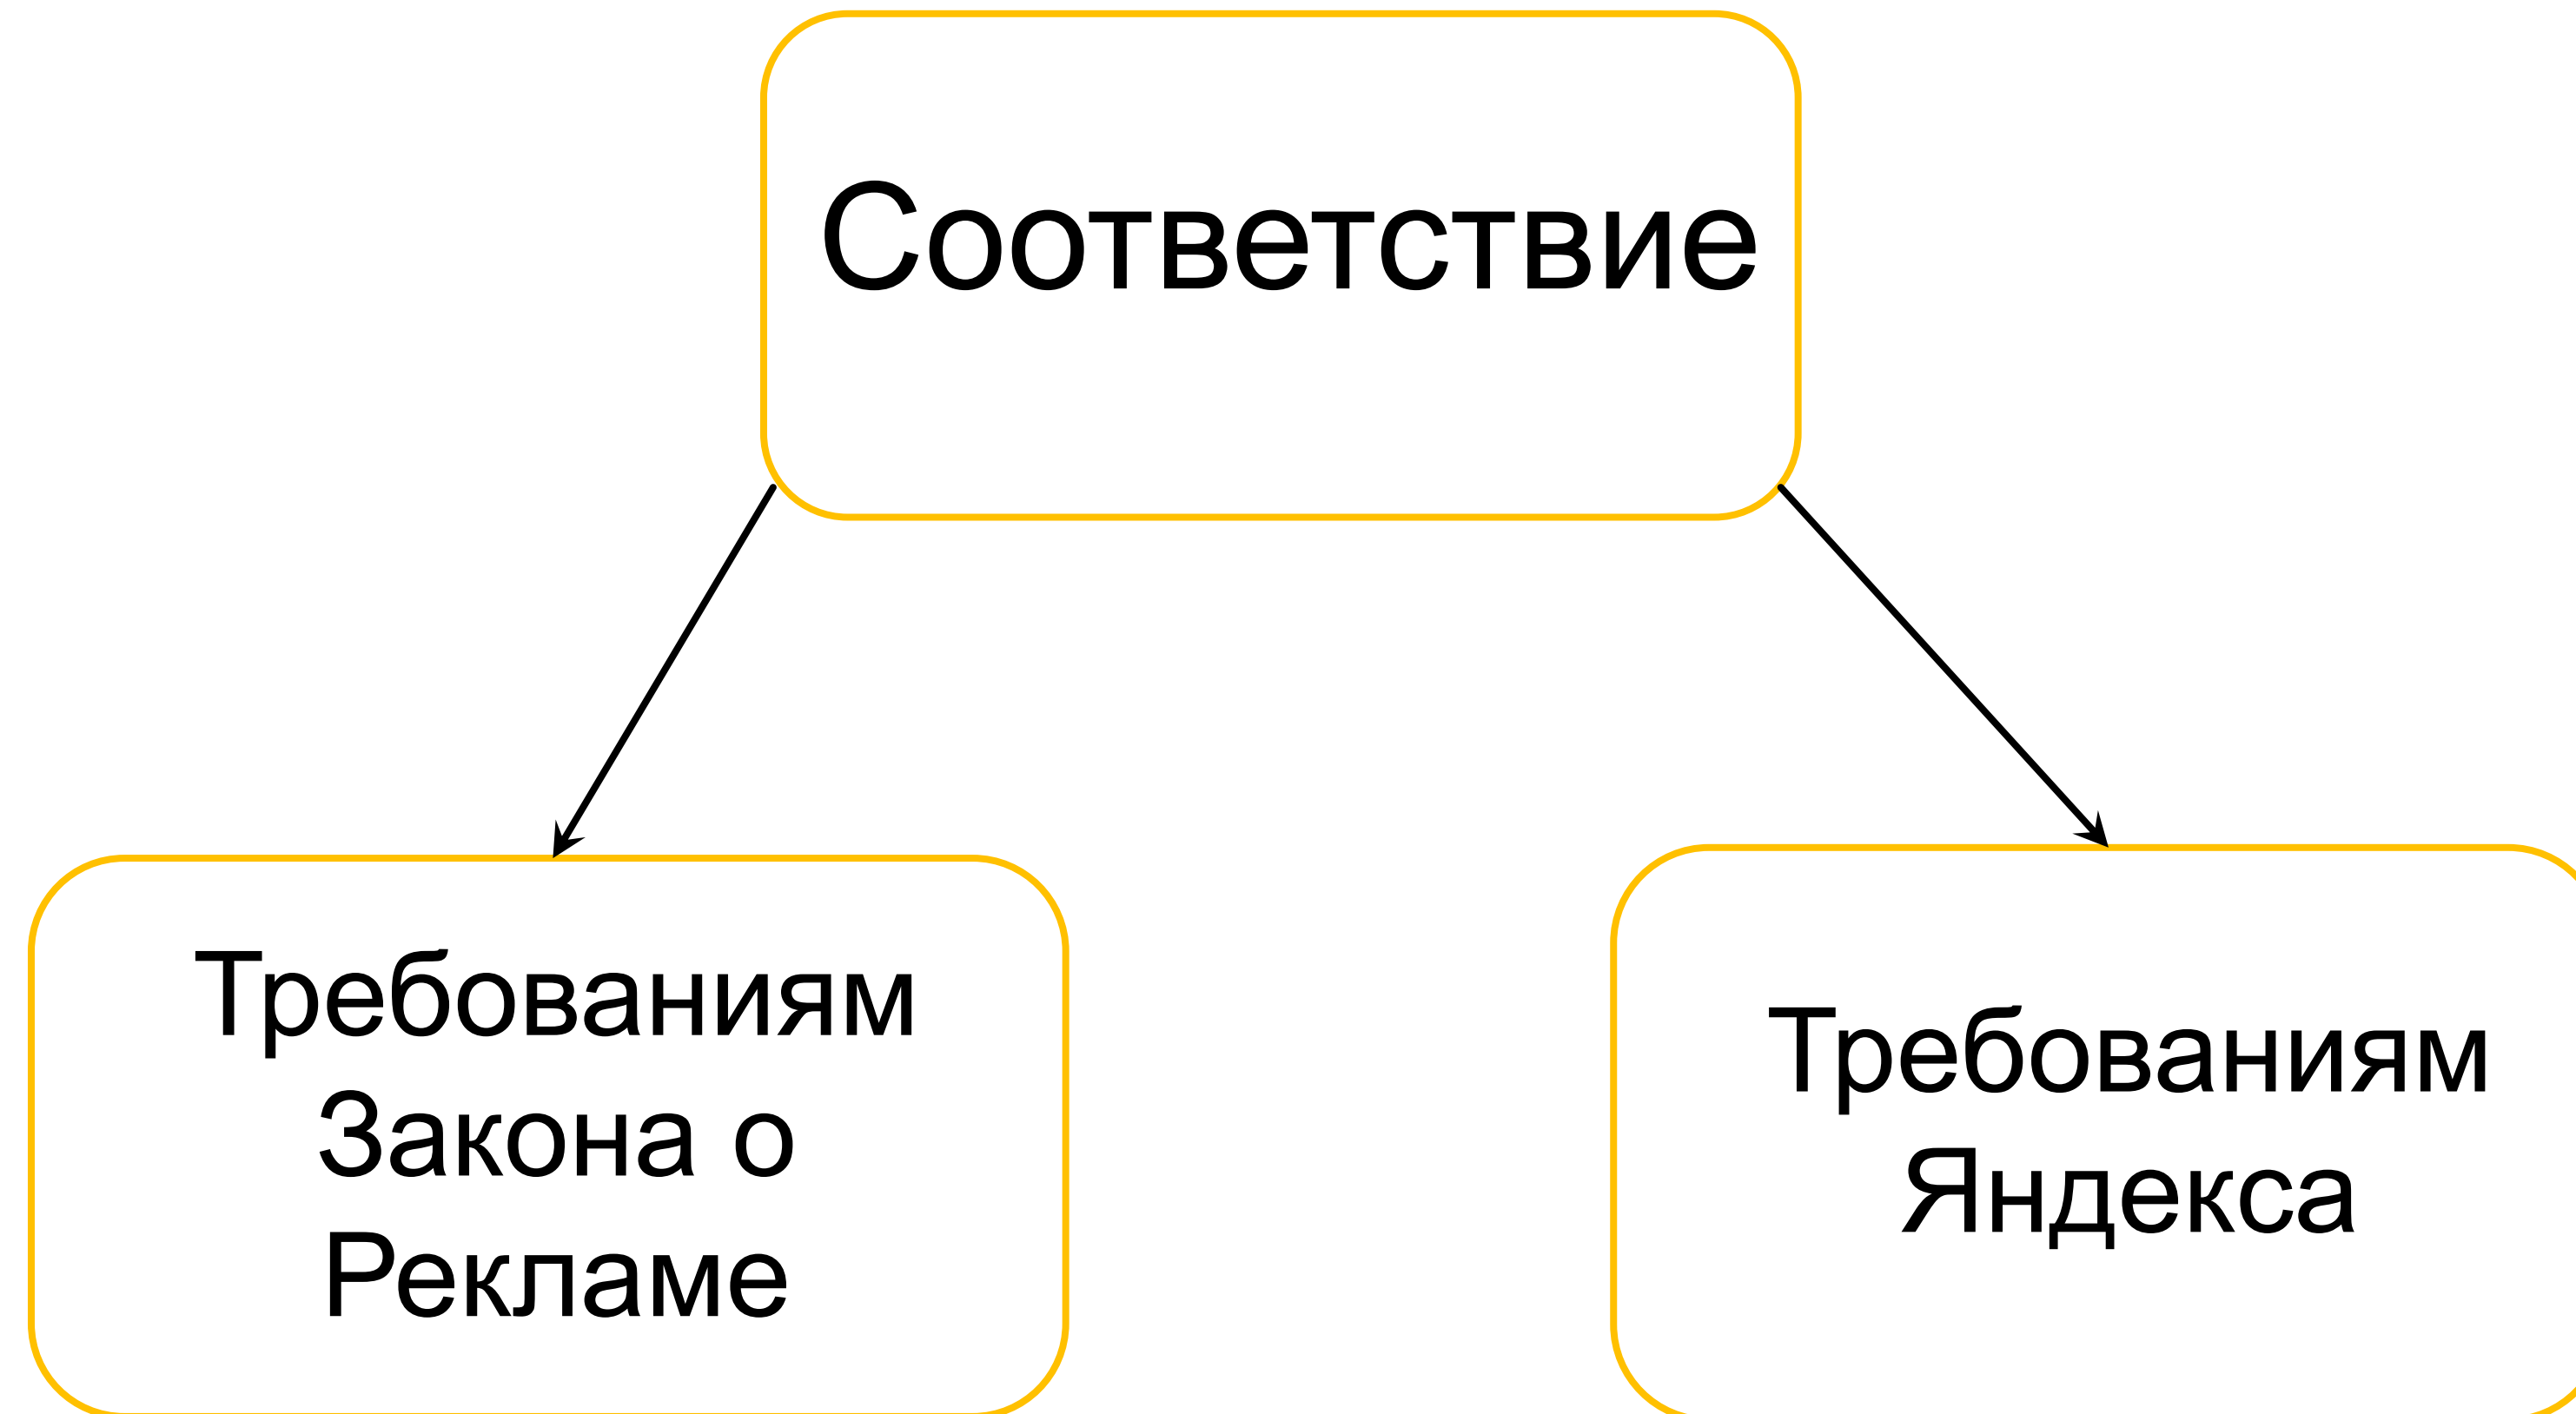 Соответствие
Требованиям
Закона о
Рекламе
Требованиям
Яндекса